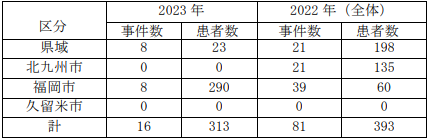 区分 2023 年 2022 年（全体）
事件数 患者数 事件数 患者数
県域 8 23 21 198
北九州市 0 0 21 135
福岡市 8 290 39 60
久留米市 0 0 0 0
計 16 313 81 393